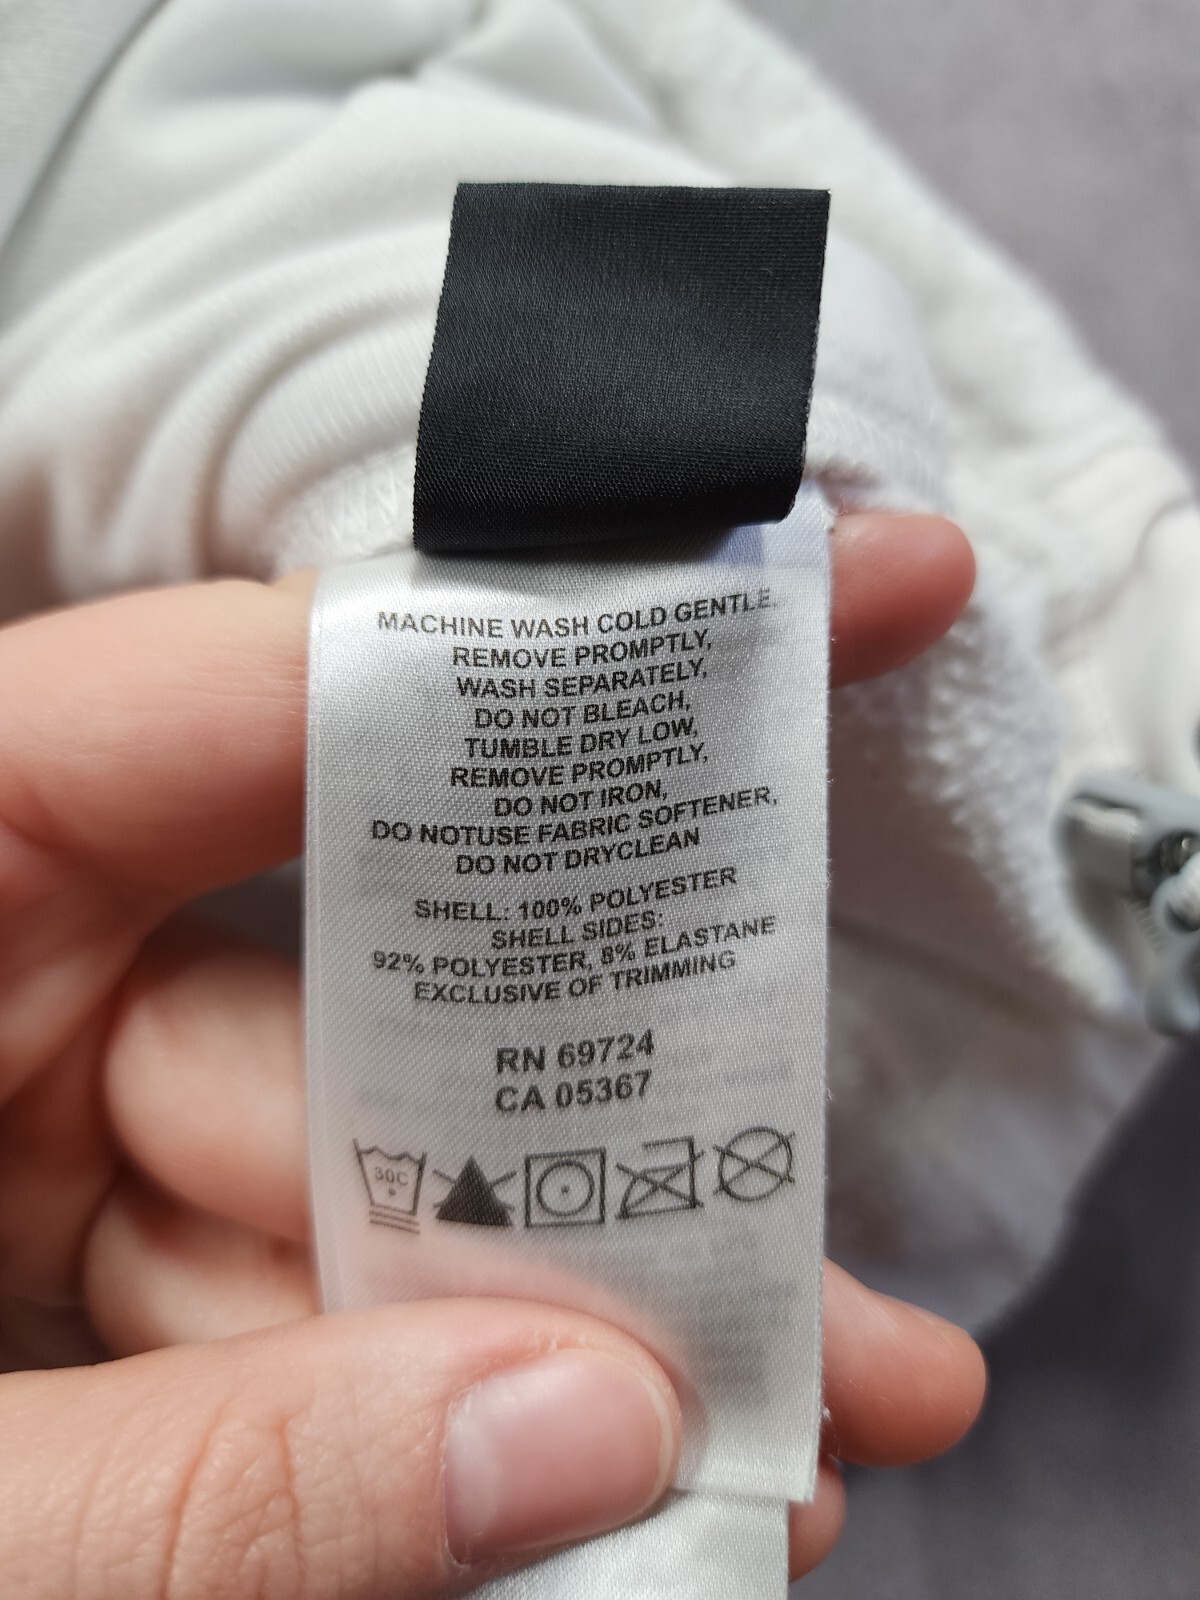 MACHINE WASH COLD GENTLE.
REMOVE PROMPTLY,
WASH SEPARATELY,
DO NOT BLEACH,
TUMBLE DRY LOW,
REMOVE PROMPTLY,
DO NOT IRON,
DO NOTUSE FABRIC SOFTENER,
DO NOT DRYCLEAN
SHELL: 100% POLYESTER
SHELL SIDES:
92% POLYESTER, 8% ELASTANE
EXCLUSIVE OF TRIMMING
RN 69724
CA 05367
30C